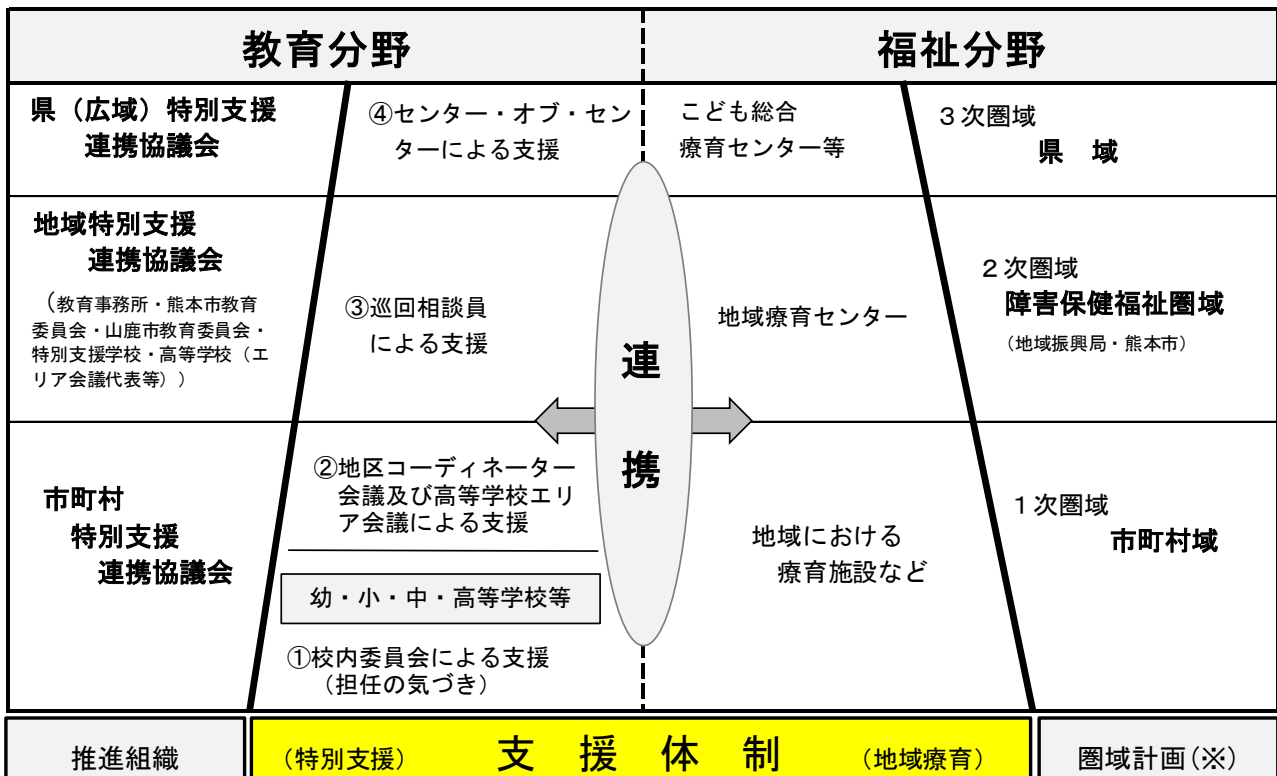 教育分野
福祉分野
県（広域）特別支援
連携協議会
④センター・オブ・セン
ターによる支援
こども総合
療育センター等
３次圏域
県　域
地域特別支援
連携協議会
（教育事務所・熊本市教育
委員会・山鹿市教育委員会・
特別支援学校・高等学校（エ
リア会議代表等））
③巡回相談員
による支援
地域療育センター
２次圏域
障害保健福祉圏域
（地域振興局・熊本市）
連
携
市町村
特別支援
連携協議会
②地区コーディネーター
会議及び高等学校エリ
ア会議による支援
幼・小・中・高等学校等
①校内委員会による支援
（担任の気づき）
地域における
療育施設など
１次圏域
市町村域
推進組織
（特別支援）　支　援　体　制　（地域療育）
圏域計画（※）